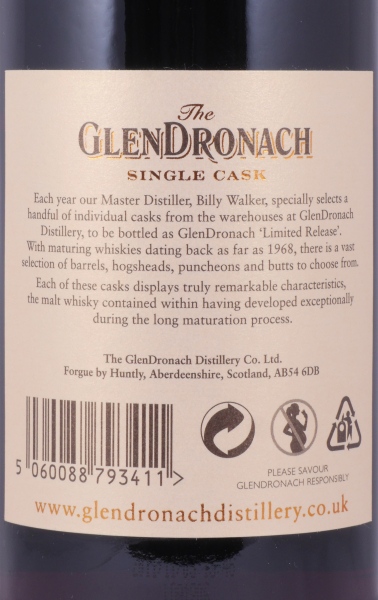 The
GLENDRONACH
SINGLE CASK
Each year our Master Distiller, Billy Walker, specially selects a
handful of individual casks from the warehouses at GlenDronach
Distillery, to be bottled as GlenDronach ‘Limited Release’.
With maturing whiskies dating back as far as 1968, there is a vast
selection of barrels, hogsheads, puncheons and butts to choose from.
Each of these casks displays truly remarkable characteristics,
the malt whisky contained within having developed exceptionally
during the long maturation process.
The GlenDronach Distillery Co. Ltd.
Forgue by Huntly, Aberdeenshire, Scotland, AB54 6DB
5 060088 793411 >
PLEASE SAVOUR
GLENDRONACH RESPONSIBLY
www.glendronachdistillery.co.uk